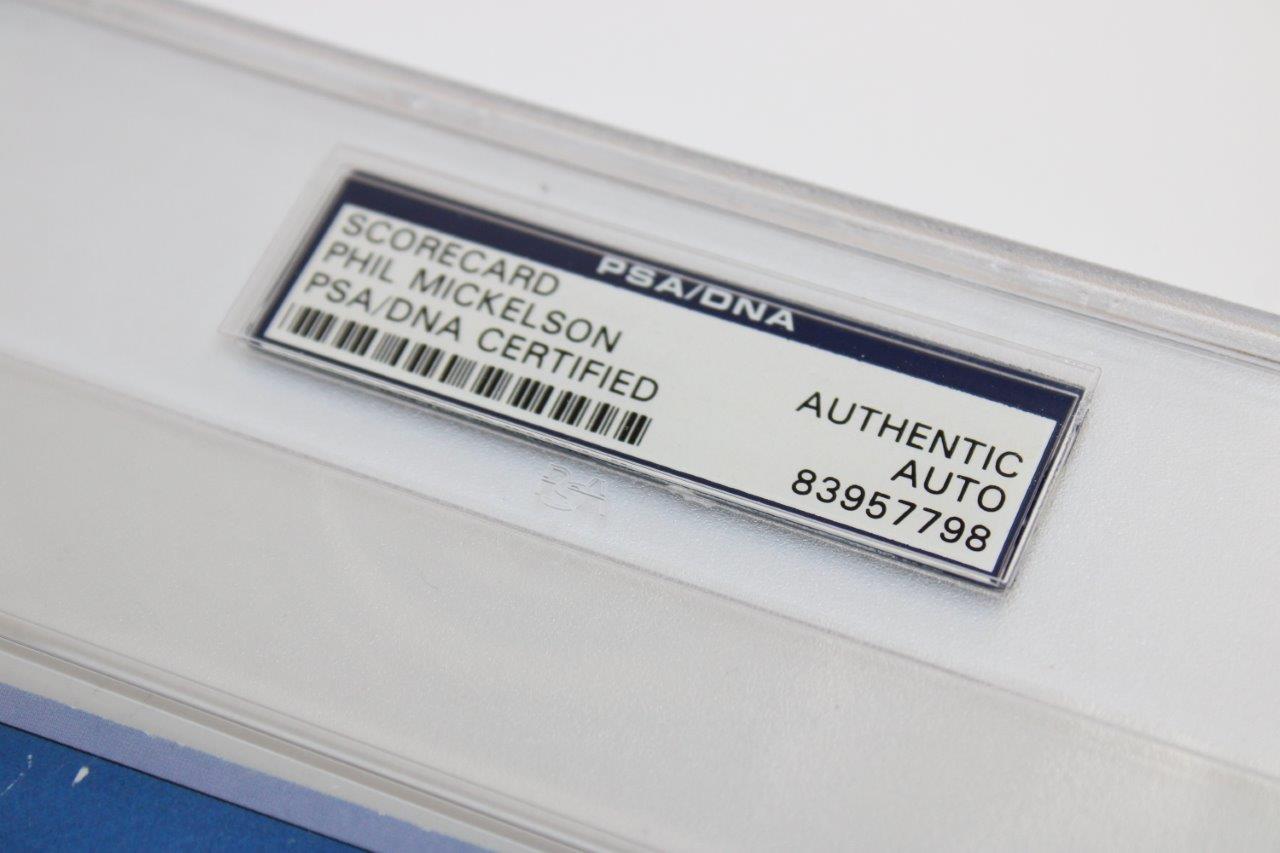 PSA/DNA
SCORECARD
PHIL MICKELSON
PSA/DNA CERTIFIED
AUTHENTIC
AUTO
83957798
PSA